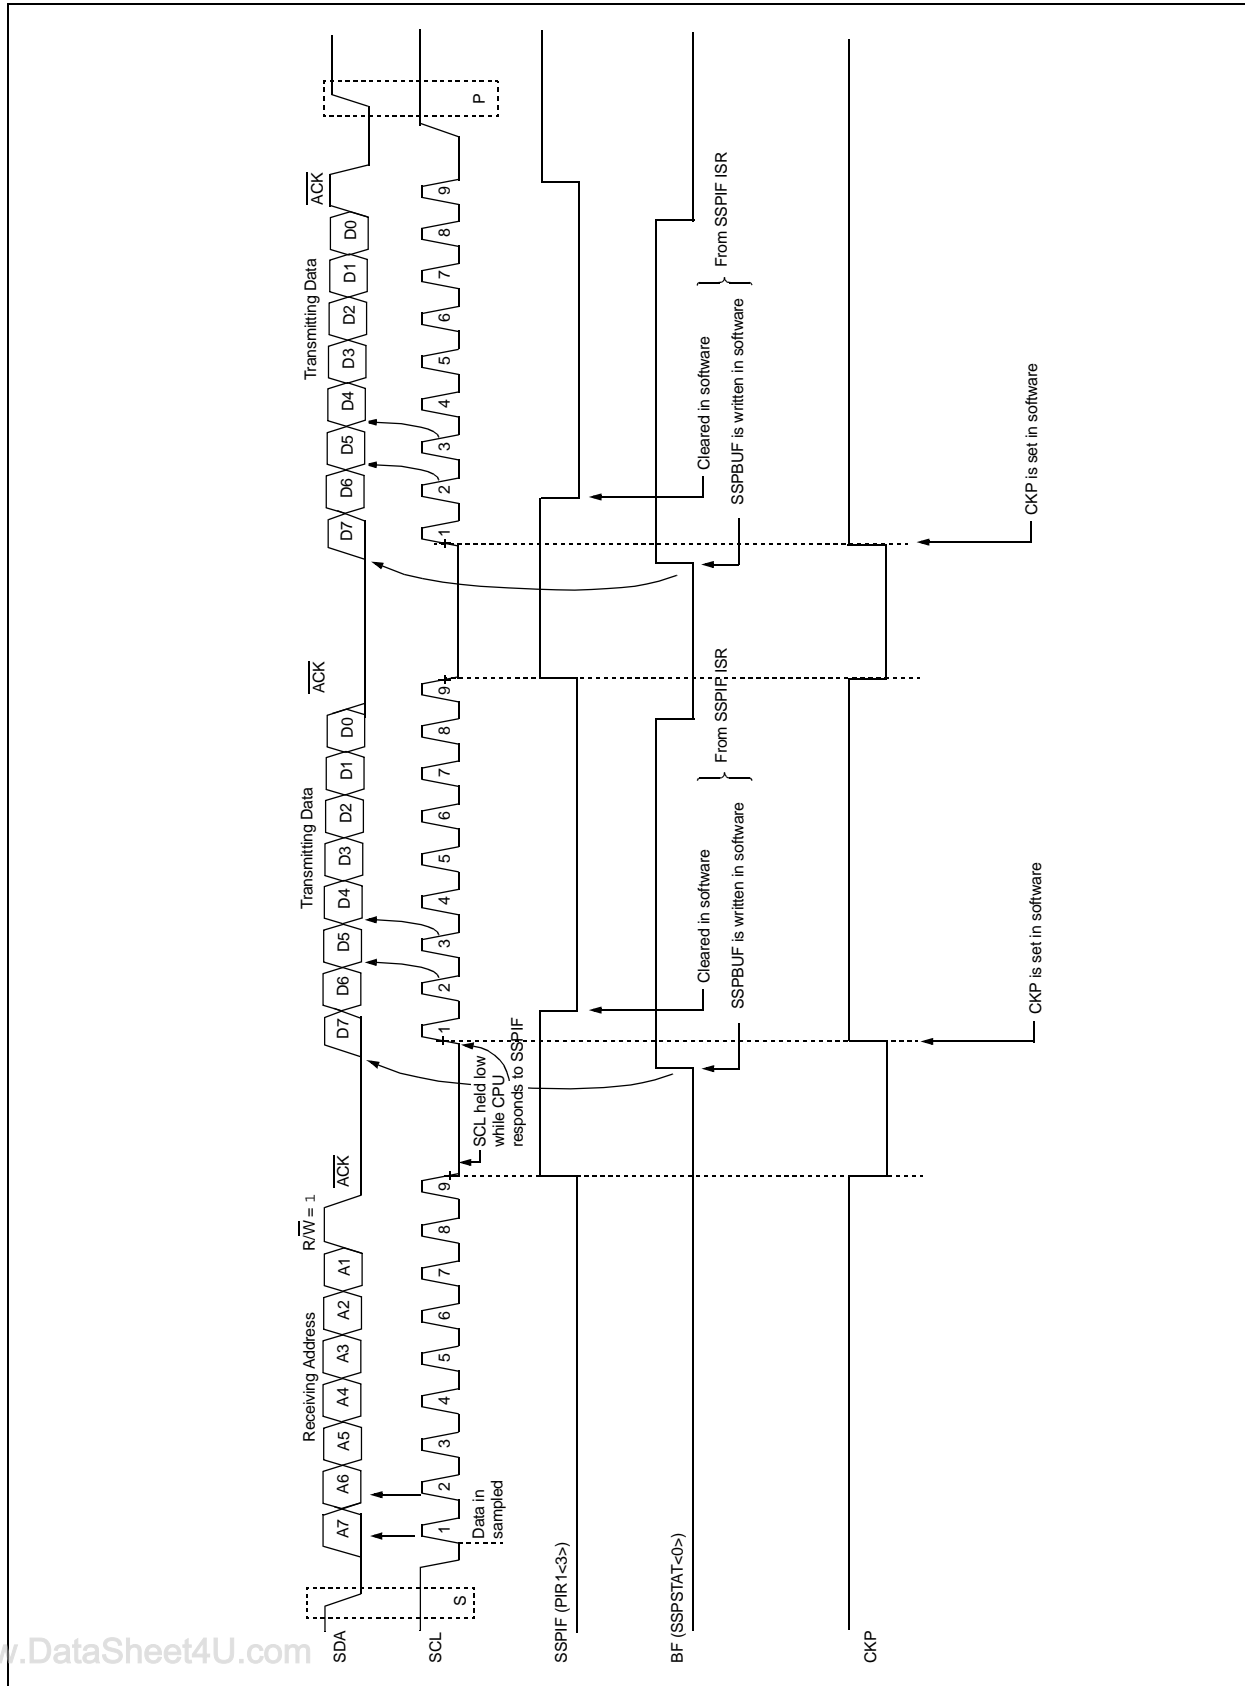 SDA
S
Receiving Address
A7
A6
A5
A4
A3
A2
A1
R/W̅ = 1
A̅C̅K̅
Transmitting Data
D7
D6
D5
D4
D3
D2
D1
D0
A̅C̅K̅
Transmitting Data
D7
D6
D5
D4
D3
D2
D1
D0
A̅C̅K̅
P
SCL
1
2
3
4
5
6
7
8
9
1
2
3
4
5
6
7
8
9
1
2
3
4
5
6
7
8
9
Data in
sampled
SCL held low
while CPU
responds to SSPIF
SSPIF (PIR1<3>)
BF (SSPSTAT<0>)
Cleared in software
SSPBUF is written in software
From SSPIF ISR
Cleared in software
SSPBUF is written in software
From SSPIF ISR
CKP
CKP is set in software
CKP is set in software
w.DataSheet4U.com